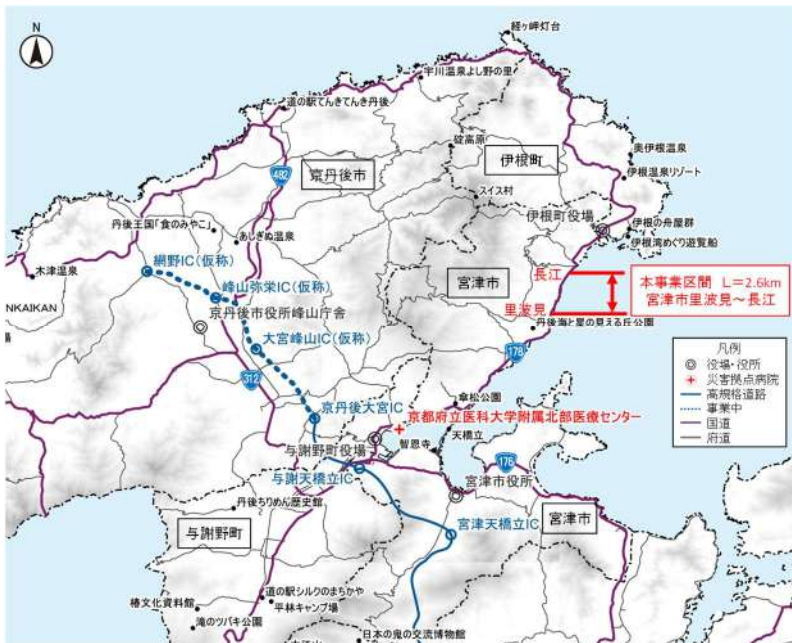 N
経ヶ岬灯台
宇川温泉よし野の里
道の駅てんきてんき丹後
碇高原
伊根町
奥伊根温泉
伊根温泉リゾート
482
京丹後市
スイス村
丹後王国「食のみやこ」
あしぎぬ温泉
伊根町役場
伊根の舟屋群
伊根湾めぐり遊覧船
木津温泉
網野IC(仮称)
宮津市
長江
本事業区間 L=2.6km
宮津市里波見～長江
NKAIKAN
峰山弥栄IC(仮称)
京丹後市役所峰山庁舎
里波見
丹後海と星の見える丘公園
大宮峰山IC(仮称)
178
凡例
役場・役所
災害拠点病院
高規格道路
事業中
国道
府道
312
傘松公園
京丹後大宮IC
京都府立医科大学附属北部医療センター
天橋立
智恩寺
与謝野町役場
与謝天橋立IC
176
宮津市役所
丹後ちりめん歴史館
与謝野町
宮津天橋立IC
宮津市
道の駅シルクのまちかや
平林キャンプ場
椿文化資料館
滝のツバキ公園
日本の鬼の交流博物館